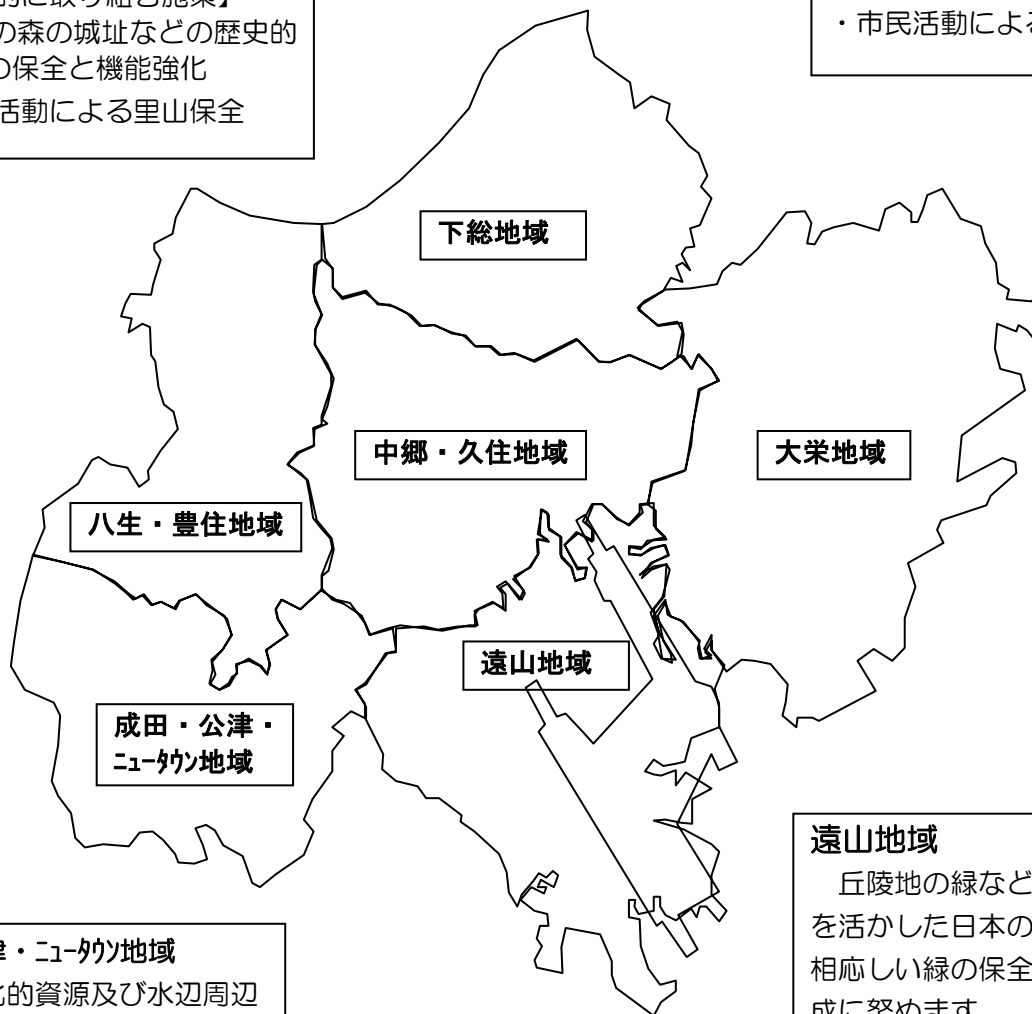 的に取り組む施策】
の森の城址などの歴史的
の保全と機能強化
活動による里山保全
・市民活動による
下総地域
中郷・久住地域
大栄地域
八生・豊住地域
遠山地域
成田・公津・
ニュータウン地域
津・ニュータウン地域
化的資源及び水辺周辺
遠山地域
丘陵地の緑など
を活かした日本の
相応しい緑の保全
成に努めます